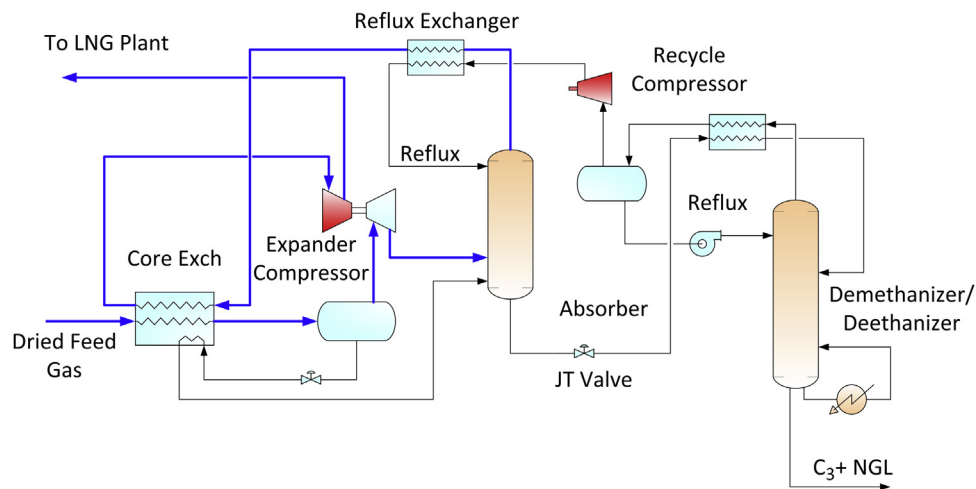 Reflux Exchanger
To LNG Plant
Recycle
Compressor
Reflux
Reflux
Expander
Compressor
Core Exch
Absorber
Demethanizer/
Deethanizer
Dried Feed
Gas
JT Valve
C₃+ NGL